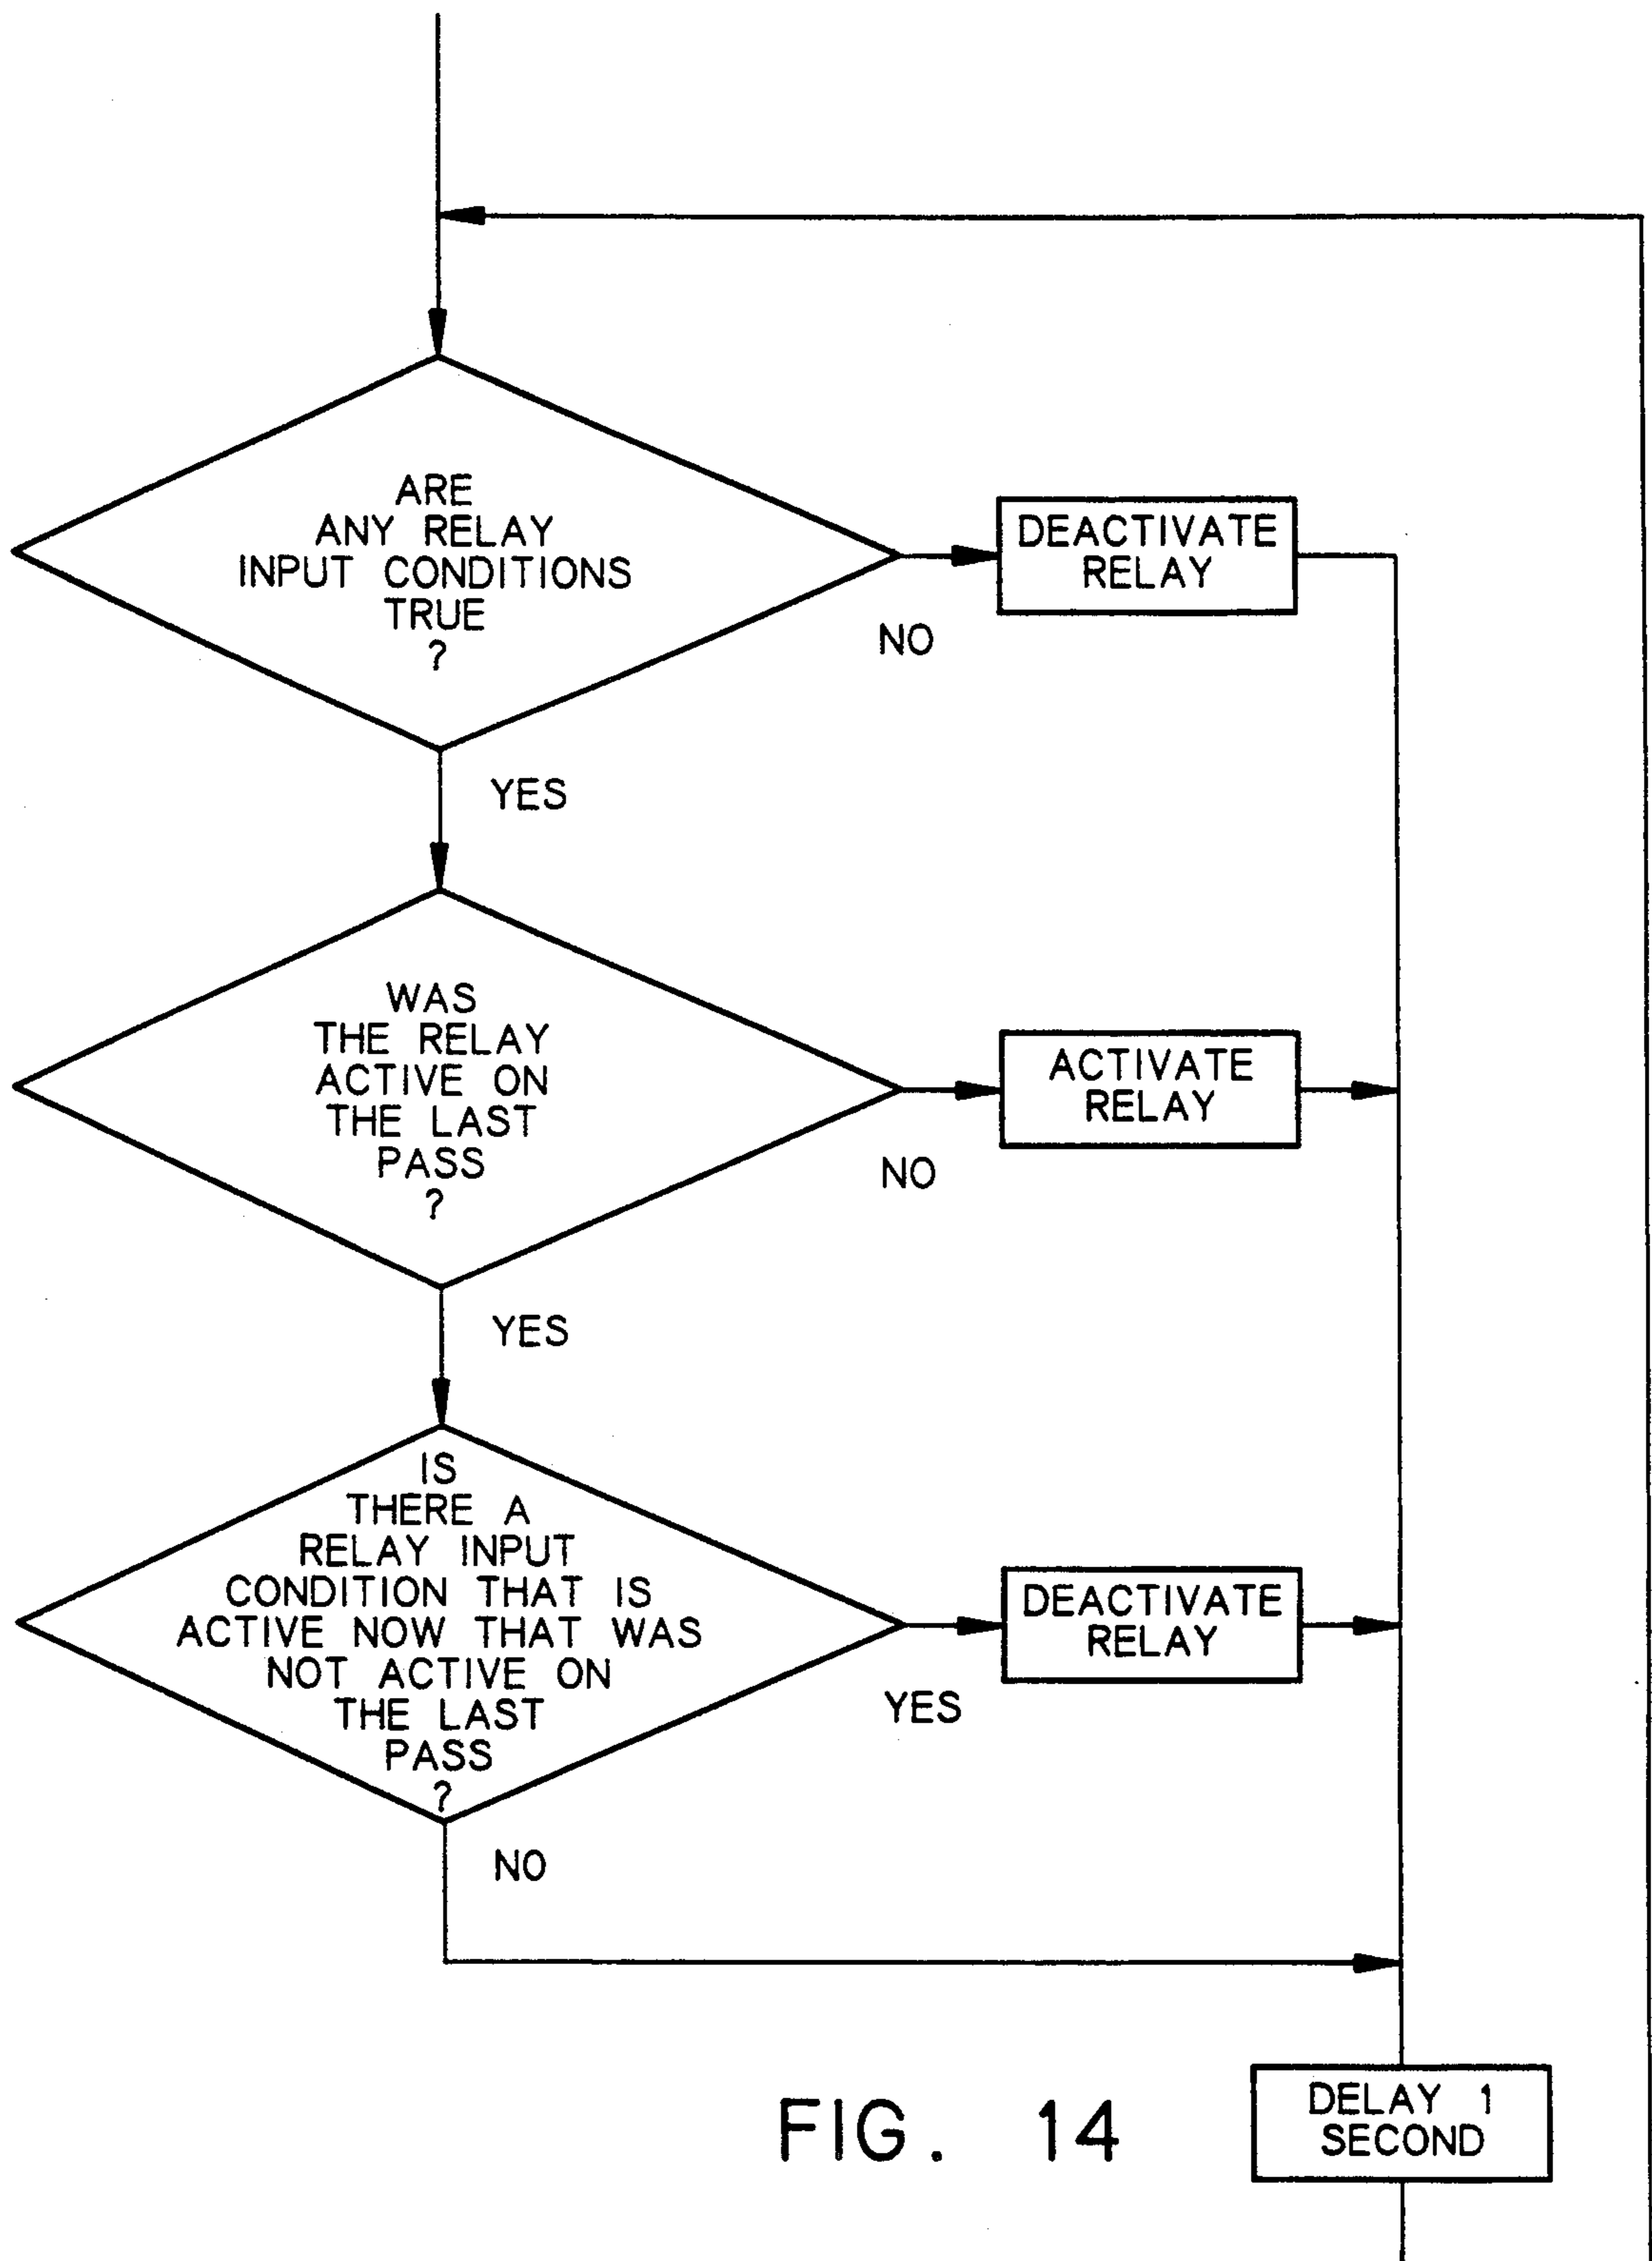 ARE
ANY RELAY
INPUT CONDITIONS
TRUE
?
NO
DEACTIVATE
RELAY
YES
WAS
THE RELAY
ACTIVE ON
THE LAST
PASS
?
NO
ACTIVATE
RELAY
YES
IS
THERE A
RELAY INPUT
CONDITION THAT IS
ACTIVE NOW THAT WAS
NOT ACTIVE ON
THE LAST
PASS
?
YES
DEACTIVATE
RELAY
NO
DELAY 1
SECOND
FIG. 14